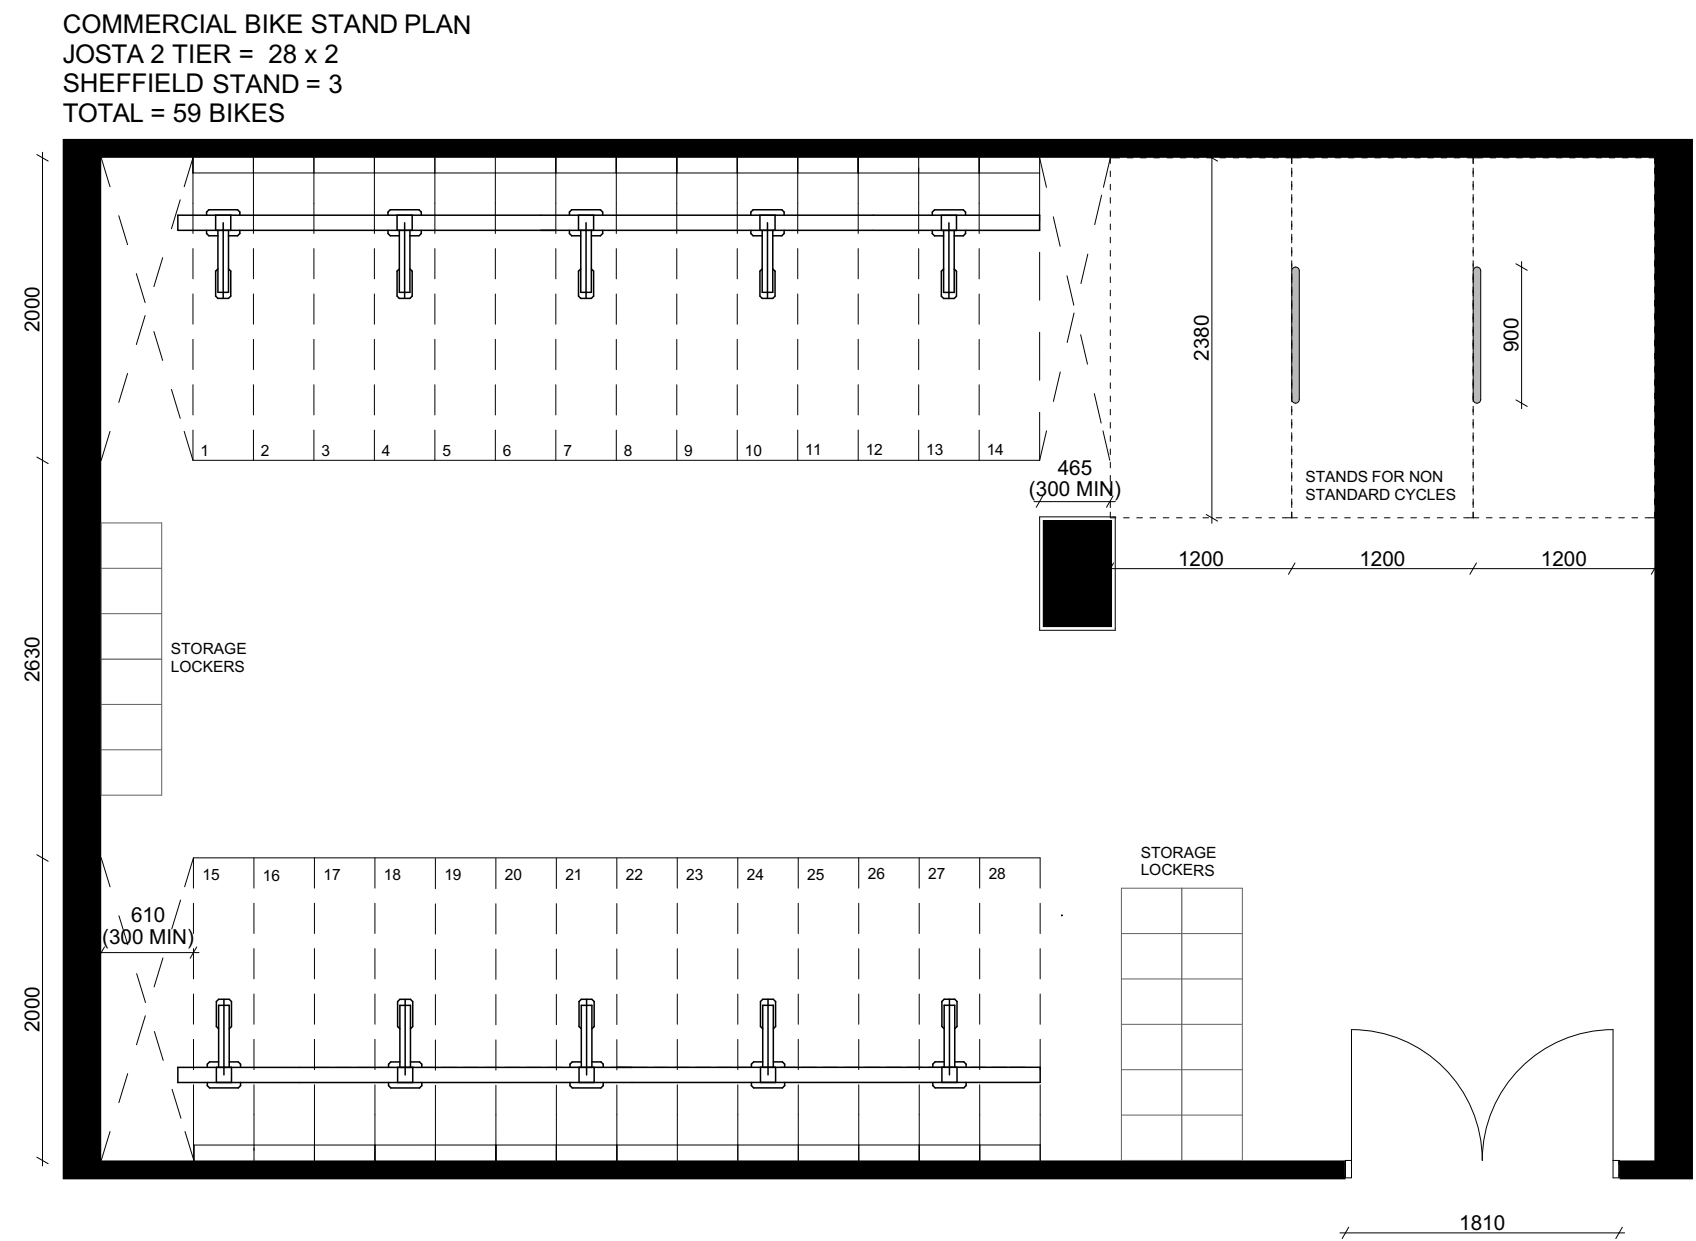 COMMERCIAL BIKE STAND PLAN
JOSTA 2 TIER = 28 x 2
SHEFFIELD STAND = 3
TOTAL = 59 BIKES
2000
2380
900
1 2 3 4 5 6 7 8 9 10 11 12 13 14
465
(300 MIN)
STANDS FOR NON
STANDARD CYCLES
1200 1200 1200
2630
STORAGE
LOCKERS
STORAGE
LOCKERS
15 16 17 18 19 20 21 22 23 24 25 26 27 28
610
(300 MIN)
2000
1810